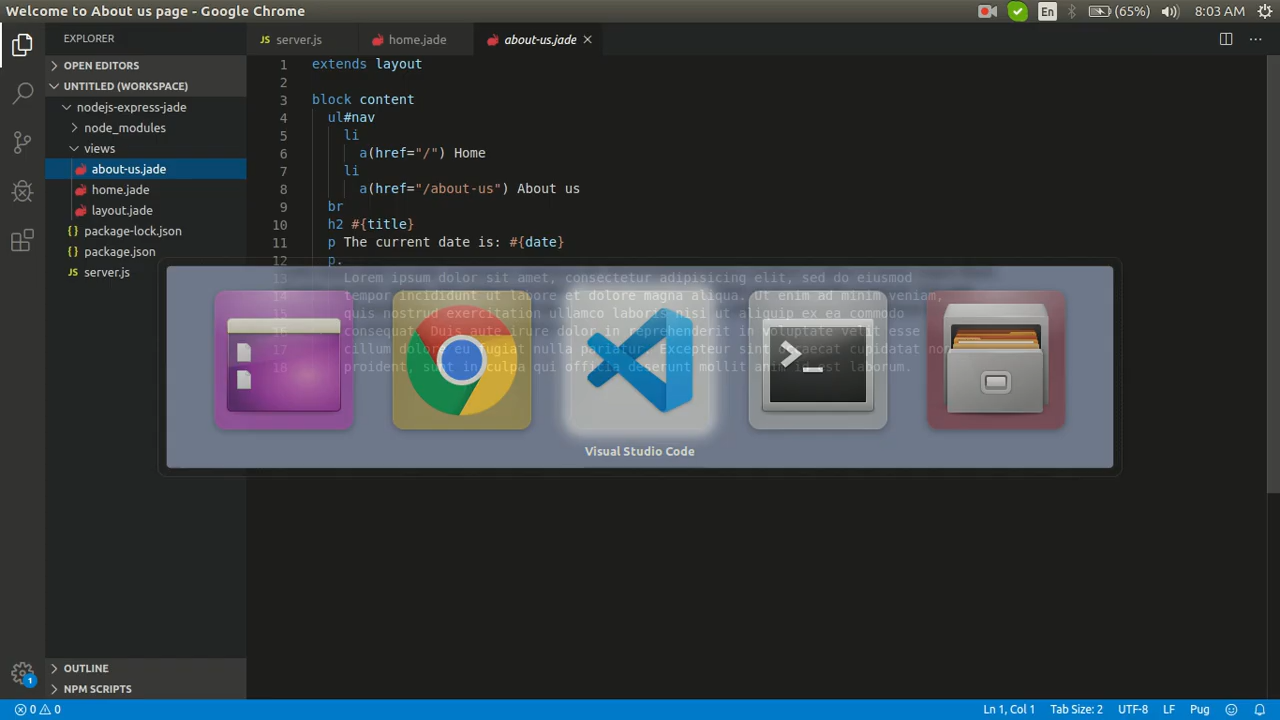 Welcome to About us page - Google Chrome
En
(65%)
8:03 AM
EXPLORER
OPEN EDITORS
UNTITLED (WORKSPACE)
nodejs-express-jade
node_modules
views
about-us.jade
home.jade
layout.jade
{ } package-lock.json
{ } package.json
JS server.js
OUTLINE
NPM SCRIPTS
JS server.js
home.jade
about-us.jade
1 extends layout
2
3 block content
4 ul#nav
5 li
6 a(href="/") Home
7 li
8 a(href="/about-us") About us
9 br
10 h2 #{title}
11 p The current date is: #{date}
12 p.
13 Lorem ipsum dolor sit amet, consectetur adipisicing elit, sed do eiusmod
14 tempor incididunt ut labore et dolore magna aliqua. Ut enim ad minim veniam,
15 quis nostrud exercitation ullamco laboris nisi ut aliquip ex ea commodo
16 consequat. Duis aute irure dolor in reprehenderit in voluptate velit esse
17 cillum dolore eu fugiat nulla pariatur. Excepteur sint occaecat cupidatat non
18 proident, sunt in culpa qui officia deserunt mollit anim id est laborum.
>_
Visual Studio Code
1
0 0
Ln 1, Col 1
Tab Size: 2
UTF-8
LF
Pug